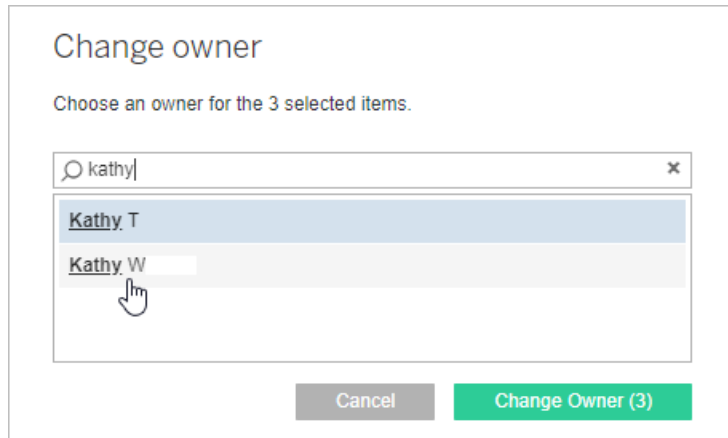 Change owner
Choose an owner for the 3 selected items.
kathy
Kathy T
Kathy W
Cancel Change Owner (3)